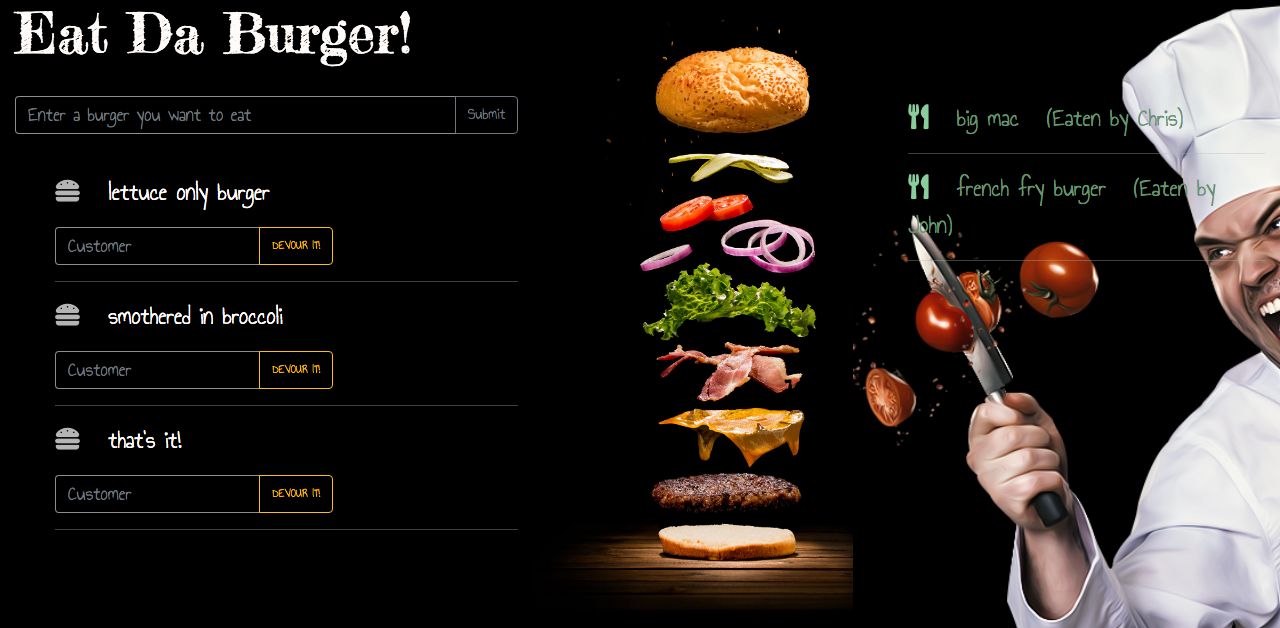 Eat Da Burger!
Enter a burger you want to eat Submit
lettuce only burger
Customer DEVOUR IT!
smothered in broccoli
Customer DEVOUR IT!
that's it!
Customer DEVOUR IT!
big mac (Eaten by Chris)
french fry burger (Eaten by
John)